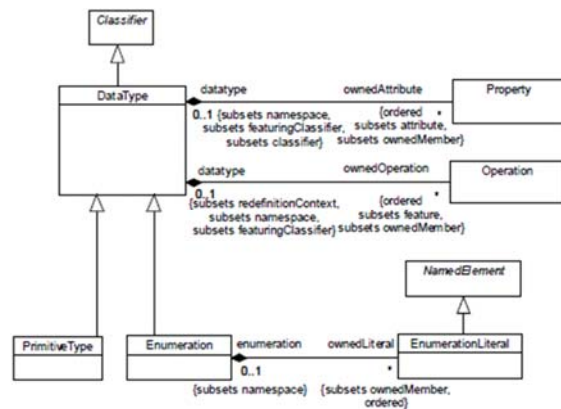 Classifier
DataType
datatype
ownedAttribute
Property
0..1 {subsets namespace,
subsets featuringClassifier,
subsets classifier}
{ordered *
subsets attribute,
subsets ownedMember}
datatype
ownedOperation
Operation
0..1
{subsets redefinitionContext,
subsets namespace,
subsets featuringClassifier}
{ordered *
subsets feature,
subsets ownedMember}
NamedElement
PrimitiveType
Enumeration
enumeration
ownedLiteral
EnumerationLiteral
0..1
*
{subsets namespace}
{subsets ownedMember,
ordered}